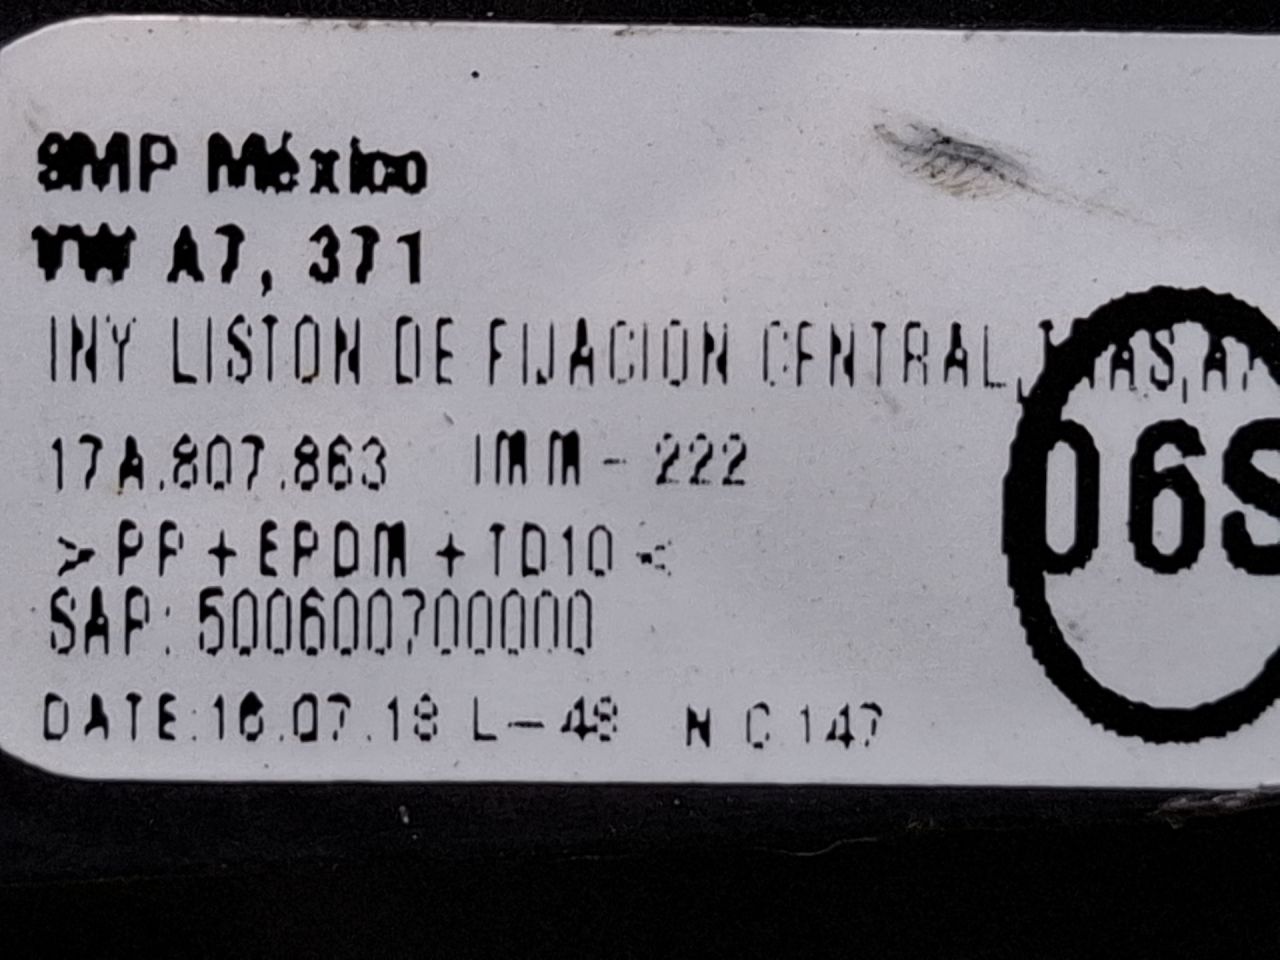 SMP México
VW A7, 371
INY LISTON DE FIJACION CENTRAL,
17A.807.863 IMM - 222
>PP+EPDM+TD10<
SAP: 500600700000
DATE:16.07.18 L-48 NC147
06S